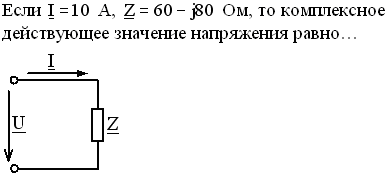 Если I =10 А, Z = 60 − j80 Ом, то комплексное
действующее значение напряжения равно…
I
U
Z